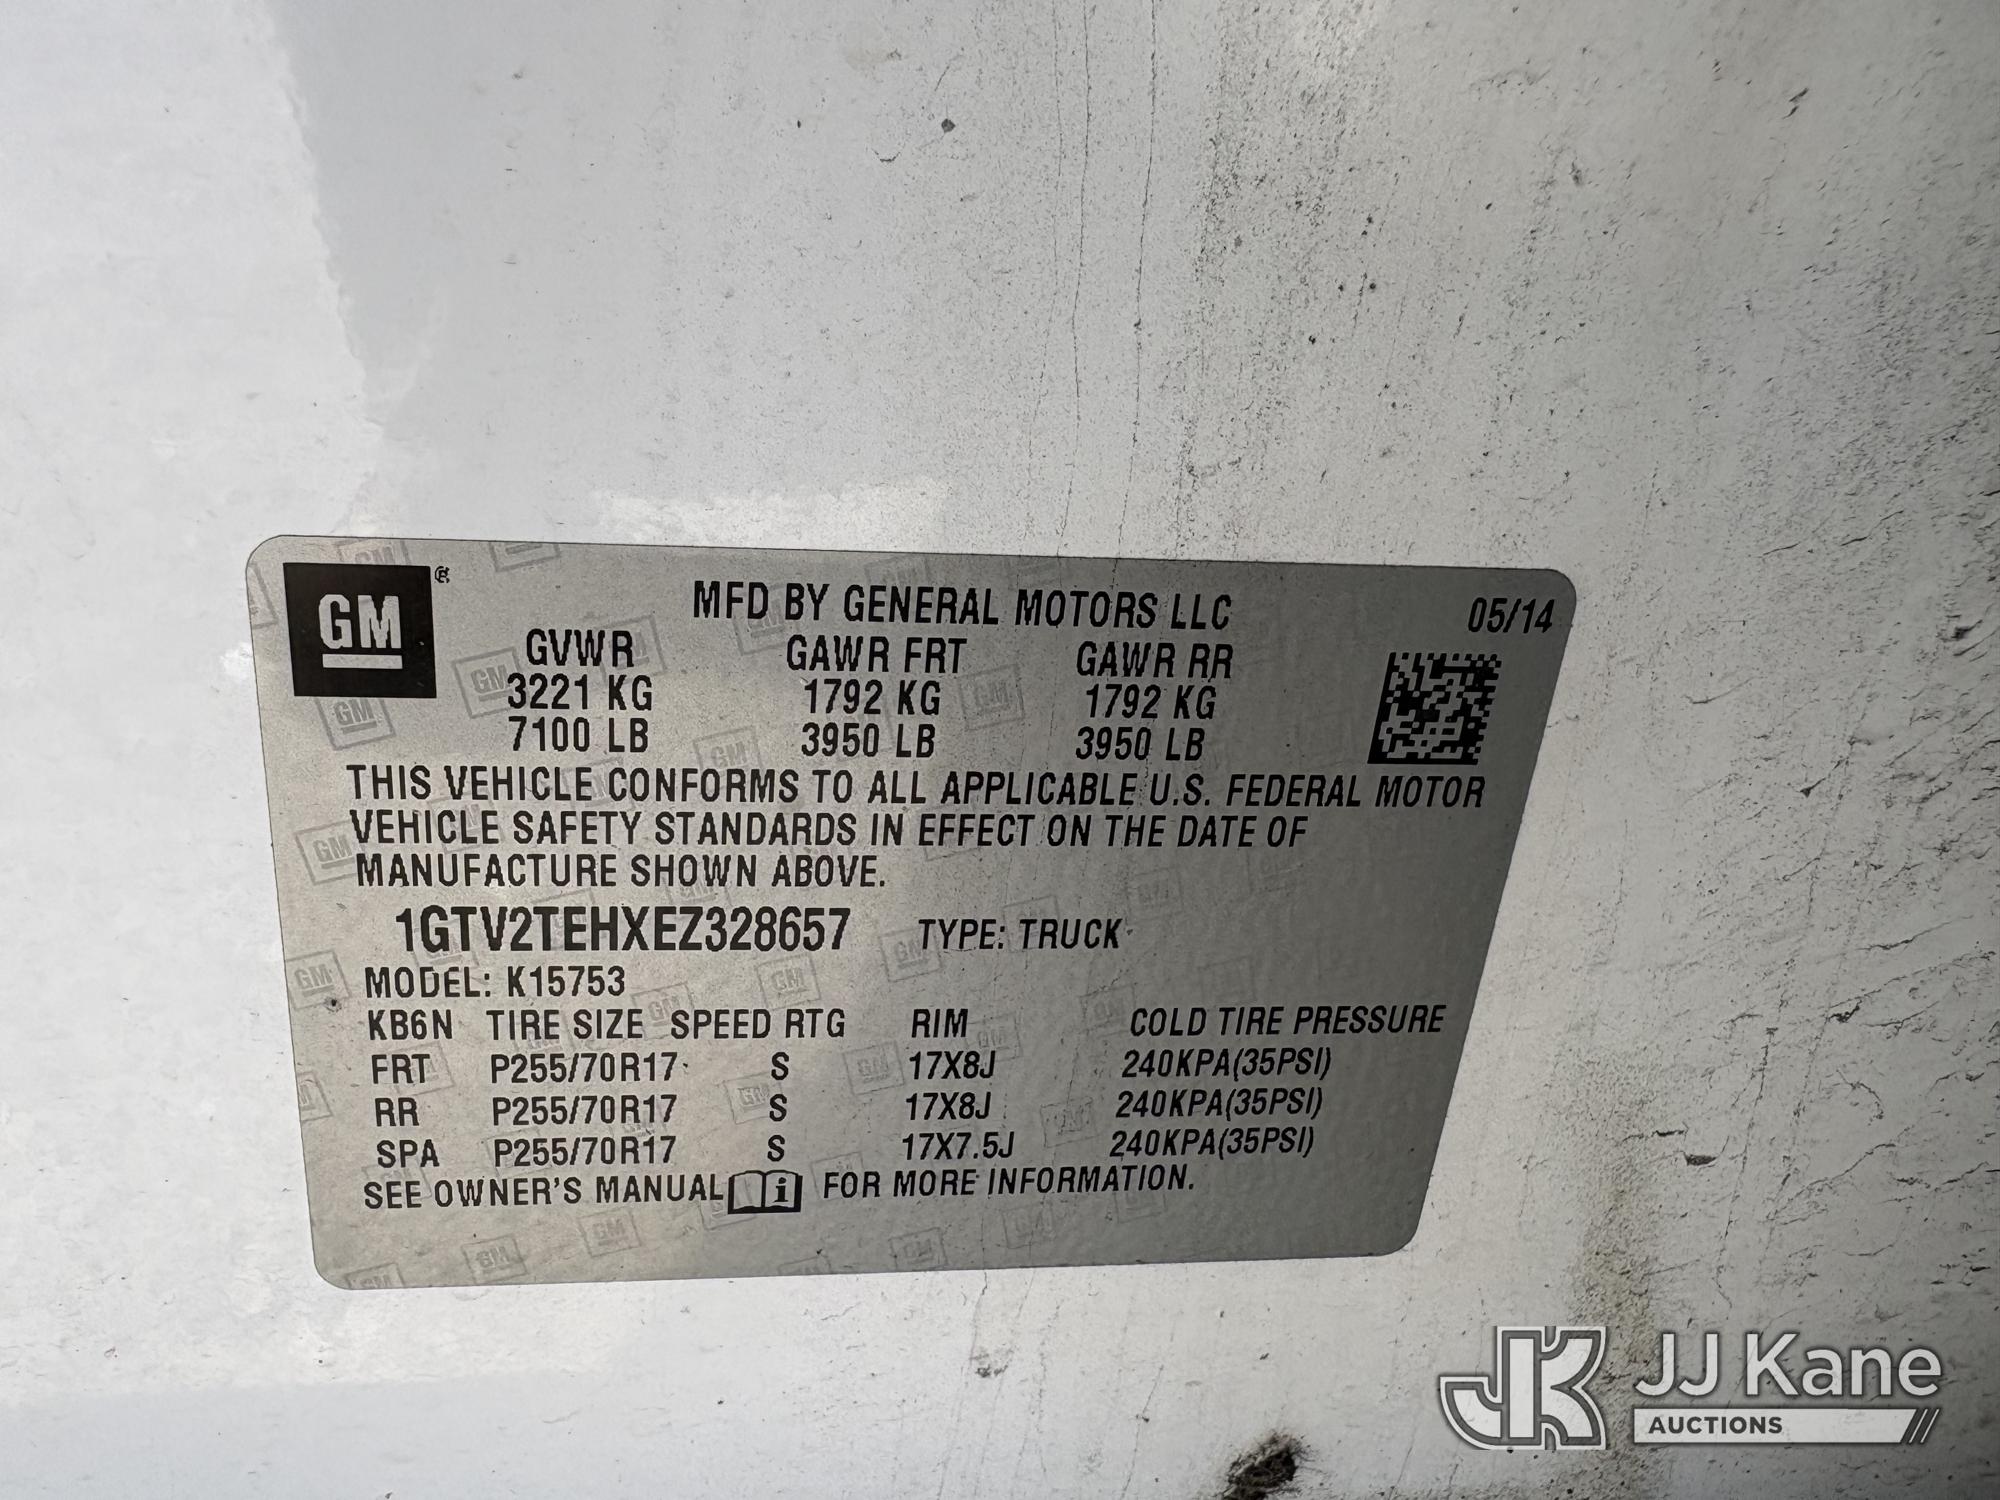 GM ®
MFD BY GENERAL MOTORS LLC 05/14
GVWR GAWR FRT GAWR RR
3221 KG 1792 KG 1792 KG
7100 LB 3950 LB 3950 LB
THIS VEHICLE CONFORMS TO ALL APPLICABLE U.S. FEDERAL MOTOR
VEHICLE SAFETY STANDARDS IN EFFECT ON THE DATE OF
MANUFACTURE SHOWN ABOVE.
1GTV2TEHXEZ328657 TYPE: TRUCK
MODEL: K15753
KB6N TIRE SIZE SPEED RTG RIM COLD TIRE PRESSURE
FRT P255/70R17 S 17X8J 240KPA(35PSI)
RR P255/70R17 S 17X8J 240KPA(35PSI)
SPA P255/70R17 S 17X7.5J 240KPA(35PSI)
SEE OWNER'S MANUAL i FOR MORE INFORMATION.
JK JJ Kane
AUCTIONS